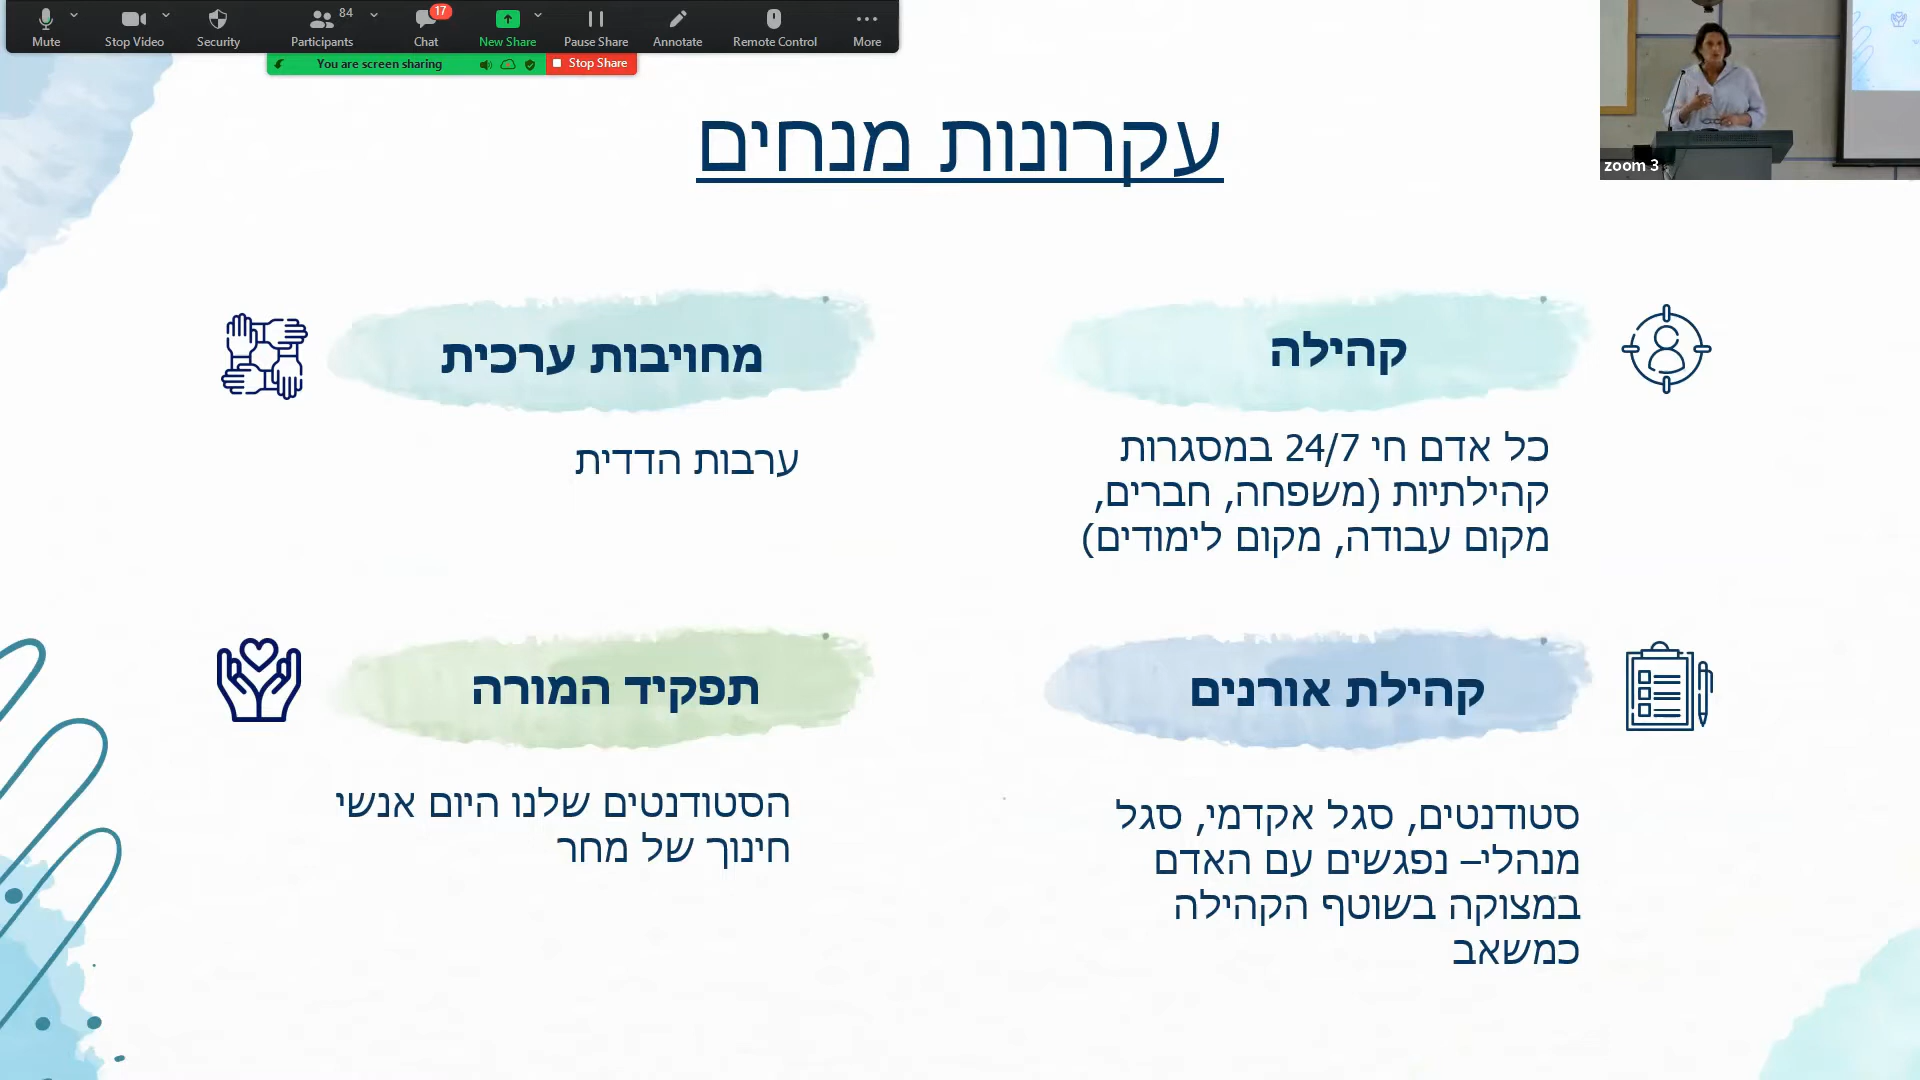 Mute
Stop Video
Security
84
Participants
17
Chat
New Share
Pause Share
Annotate
Remote Control
More
You are screen sharing
Stop Share
zoom 3
עקרונות מנחים
קהילה
כל אדם חי 24/7 במסגרות
קהילתיות (משפחה, חברים,
מקום עבודה, מקום לימודים)
מחויבות ערכית
ערבות הדדית
קהילת אורנים
סטודנטים, סגל אקדמי, סגל
מנהלי– נפגשים עם האדם
במצוקה בשוטף הקהילה
כמשאב
תפקיד המורה
הסטודנטים שלנו היום אנשי
חינוך של מחר